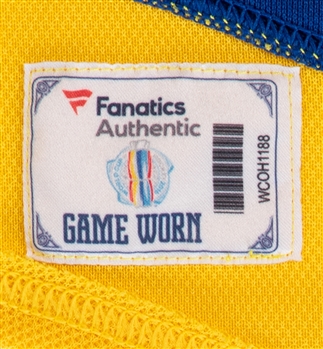 Fanatics
Authentic
GAME WORN
WCOH1188